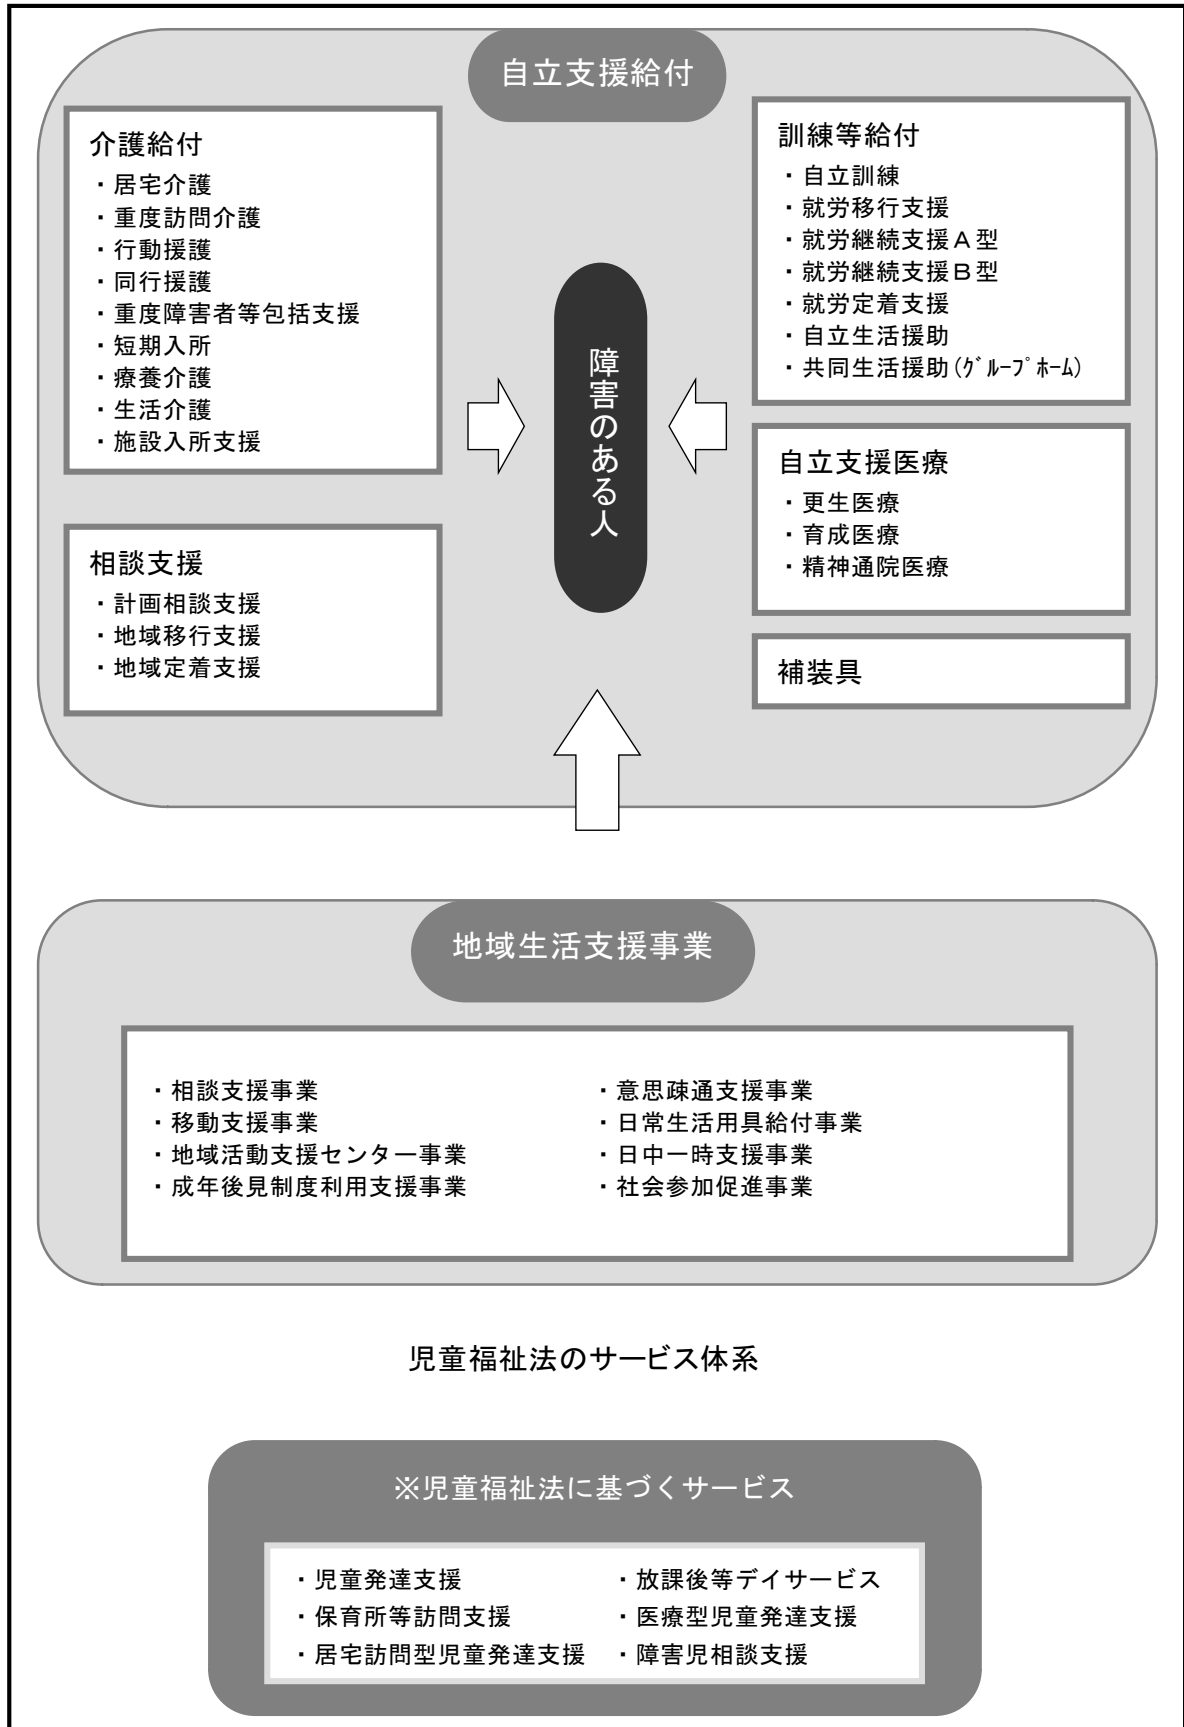 自立支援給付
介護給付
・居宅介護
・重度訪問介護
・行動援護
・同行援護
・重度障害者等包括支援
・短期入所
・療養介護
・生活介護
・施設入所支援
相談支援
・計画相談支援
・地域移行支援
・地域定着支援
障害のある人
訓練等給付
・自立訓練
・就労移行支援
・就労継続支援Ａ型
・就労継続支援Ｂ型
・就労定着支援
・自立生活援助
・共同生活援助(ｸﾞﾙｰﾌﾟﾎｰﾑ)
自立支援医療
・更生医療
・育成医療
・精神通院医療
補装具
地域生活支援事業
・相談支援事業
・移動支援事業
・地域活動支援センター事業
・成年後見制度利用支援事業
・意思疎通支援事業
・日常生活用具給付事業
・日中一時支援事業
・社会参加促進事業
児童福祉法のサービス体系
※児童福祉法に基づくサービス
・児童発達支援
・保育所等訪問支援
・居宅訪問型児童発達支援
・放課後等デイサービス
・医療型児童発達支援
・障害児相談支援